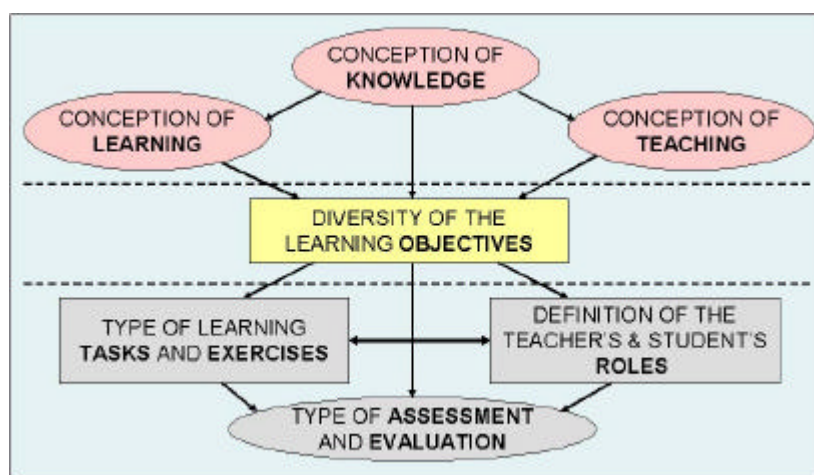 CONCEPTION OF
KNOWLEDGE
CONCEPTION OF
LEARNING
CONCEPTION OF
TEACHING
DIVERSITY OF THE
LEARNING OBJECTIVES
TYPE OF LEARNING
TASKS AND EXERCISES
DEFINITION OF THE
TEACHER'S & STUDENT'S
ROLES
TYPE OF ASSESSMENT
AND EVALUATION